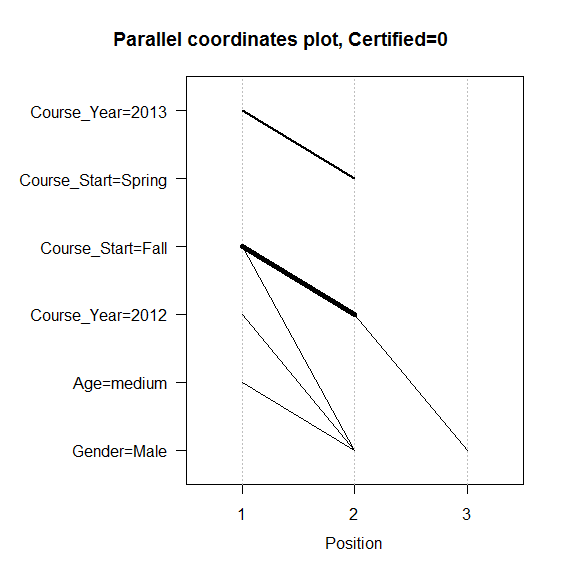 Parallel coordinates plot, Certified=0
Course_Year=2013
Course_Start=Spring
Course_Start=Fall
Course_Year=2012
Age=medium
Gender=Male
1 2 3
Position